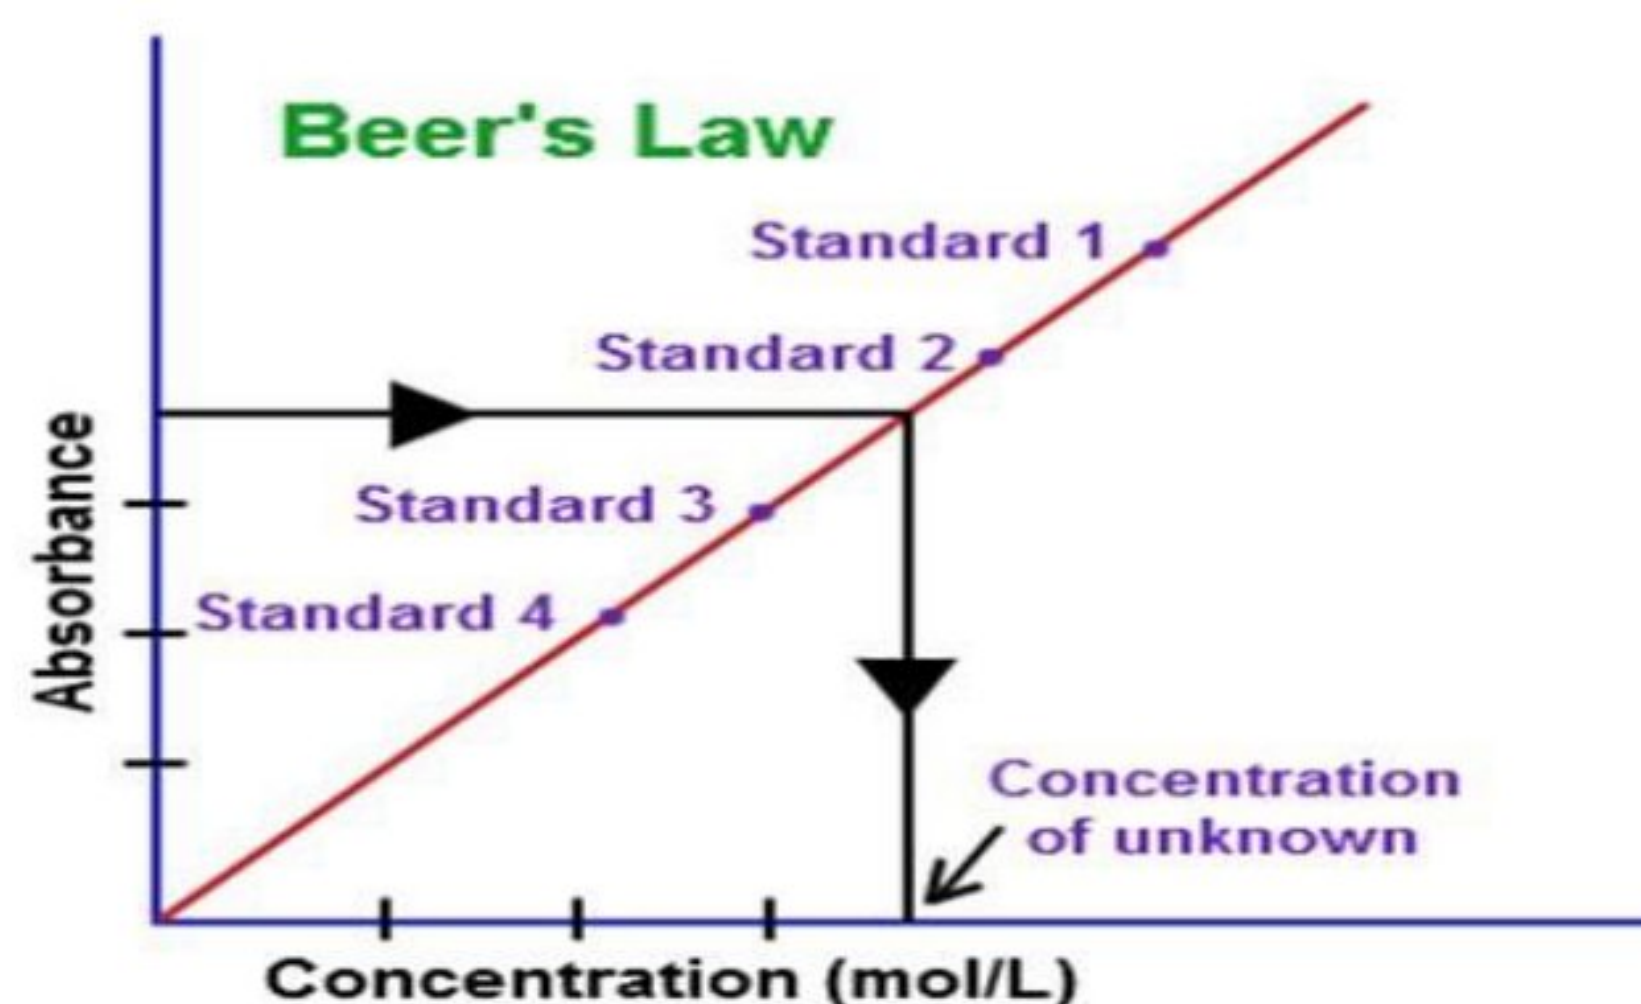 Beer's Law
Standard 1
Standard 2
Standard 3
Standard 4
Absorbance
Concentration
of unknown
Concentration (mol/L)